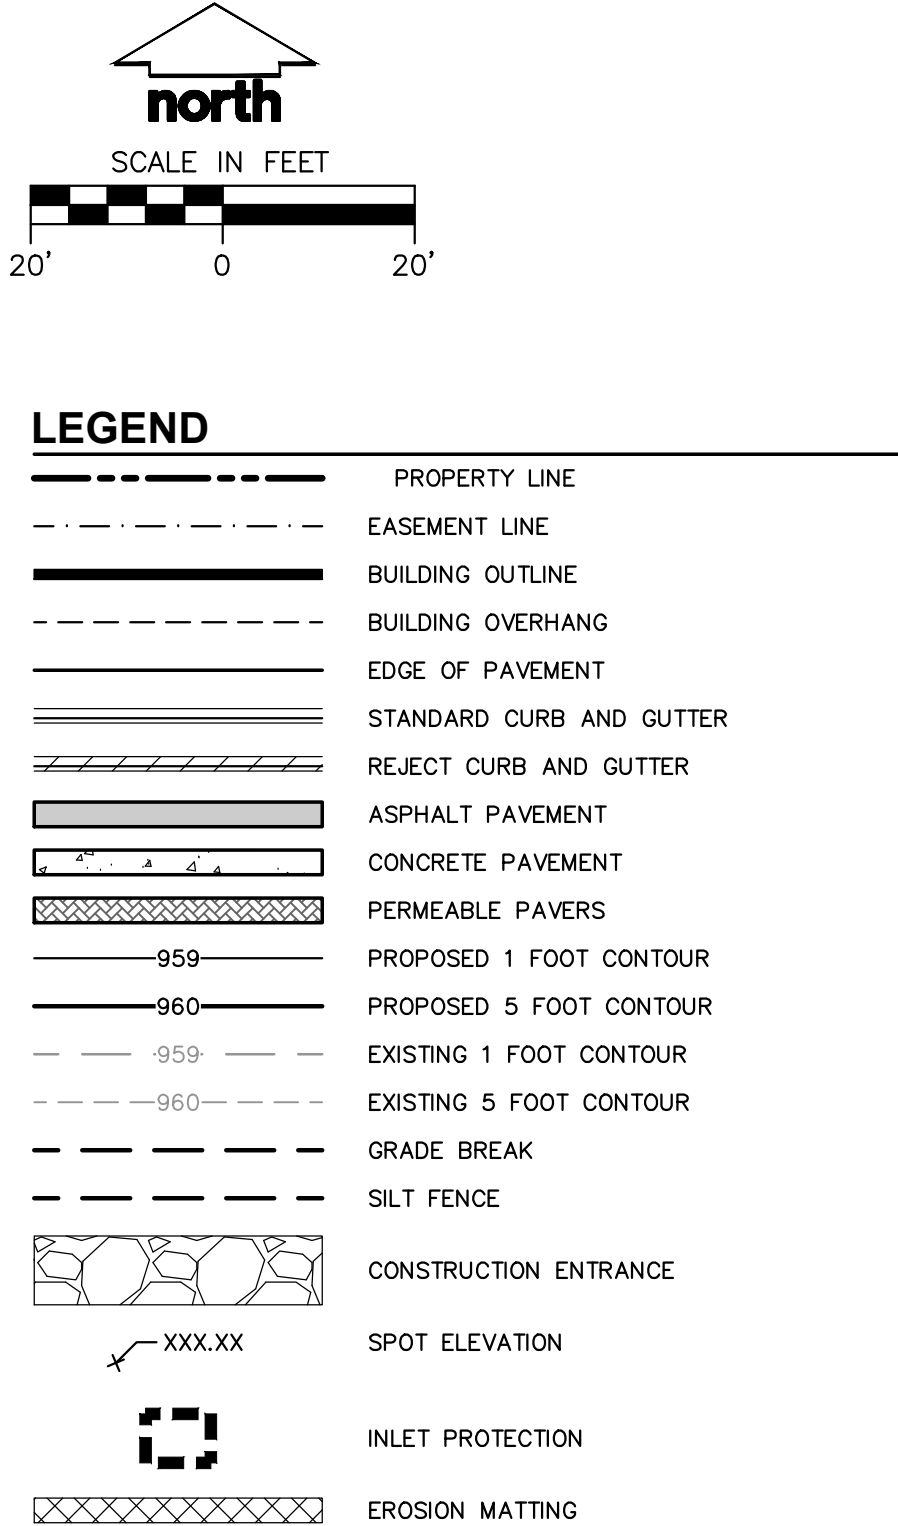 north
SCALE IN FEET
20' 0 20'
LEGEND
PROPERTY LINE
EASEMENT LINE
BUILDING OUTLINE
BUILDING OVERHANG
EDGE OF PAVEMENT
STANDARD CURB AND GUTTER
REJECT CURB AND GUTTER
ASPHALT PAVEMENT
CONCRETE PAVEMENT
PERMEABLE PAVERS
959 PROPOSED 1 FOOT CONTOUR
960 PROPOSED 5 FOOT CONTOUR
959 EXISTING 1 FOOT CONTOUR
960 EXISTING 5 FOOT CONTOUR
GRADE BREAK
SILT FENCE
CONSTRUCTION ENTRANCE
XXX.XX SPOT ELEVATION
INLET PROTECTION
EROSION MATTING